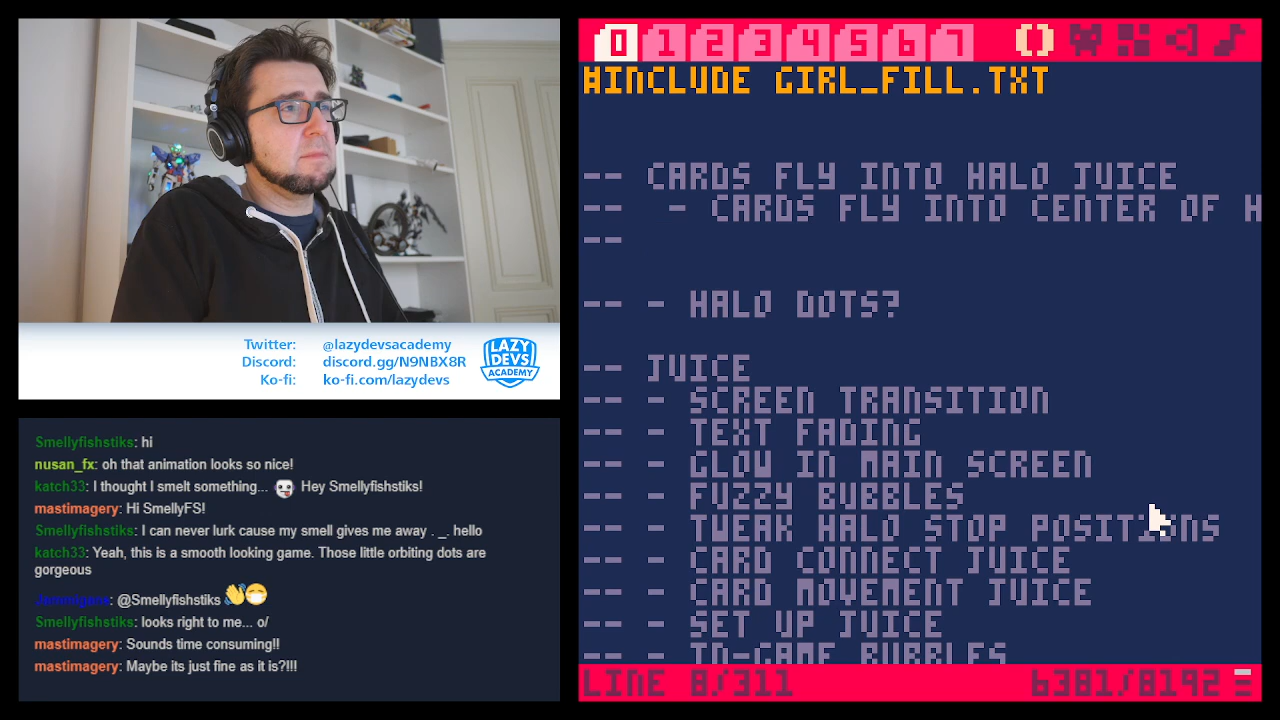 Twitter: @lazydevsacademy
Discord: discord.gg/N9NBX8R
Ko-fi: ko-fi.com/lazydevs
LAZY
DEVS
ACADEMY
Smellyfishstiks: hi
nusan_fx: oh that animation looks so nice!
katch33: I thought I smelt something... Hey Smellyfishstiks!
mastimagery: Hi SmellyFS!
Smellyfishstiks: I can never lurk cause my smell gives me away . _. hello
katch33: Yeah, this is a smooth looking game. Those little orbiting dots are
gorgeous
: @Smellyfishstiks
Smellyfishstiks: looks right to me... o/
mastimagery: Sounds time consuming!!
mastimagery: Maybe its just fine as it is?!!!
0 1 2 3 4 5 6 7 ()
#INCLUDE GIRL_FILL.TXT
-- CARDS FLY INTO HALO JUICE
-- - CARDS FLY INTO CENTER OF H
--
-- - HALO DOTS?
-- JUICE
-- - SCREEN TRANSITION
-- - TEXT FADING
-- - GLOW IN MAIN SCREEN
-- - FUZZY BUBBLES
-- - TWEAK HALO STOP POSITIONS
-- - CARD CONNECT JUICE
-- - CARD MOVEMENT JUICE
-- - SET UP JUICE
-- - IN-GAME BUBBLES
LINE 8/311 6381/8192